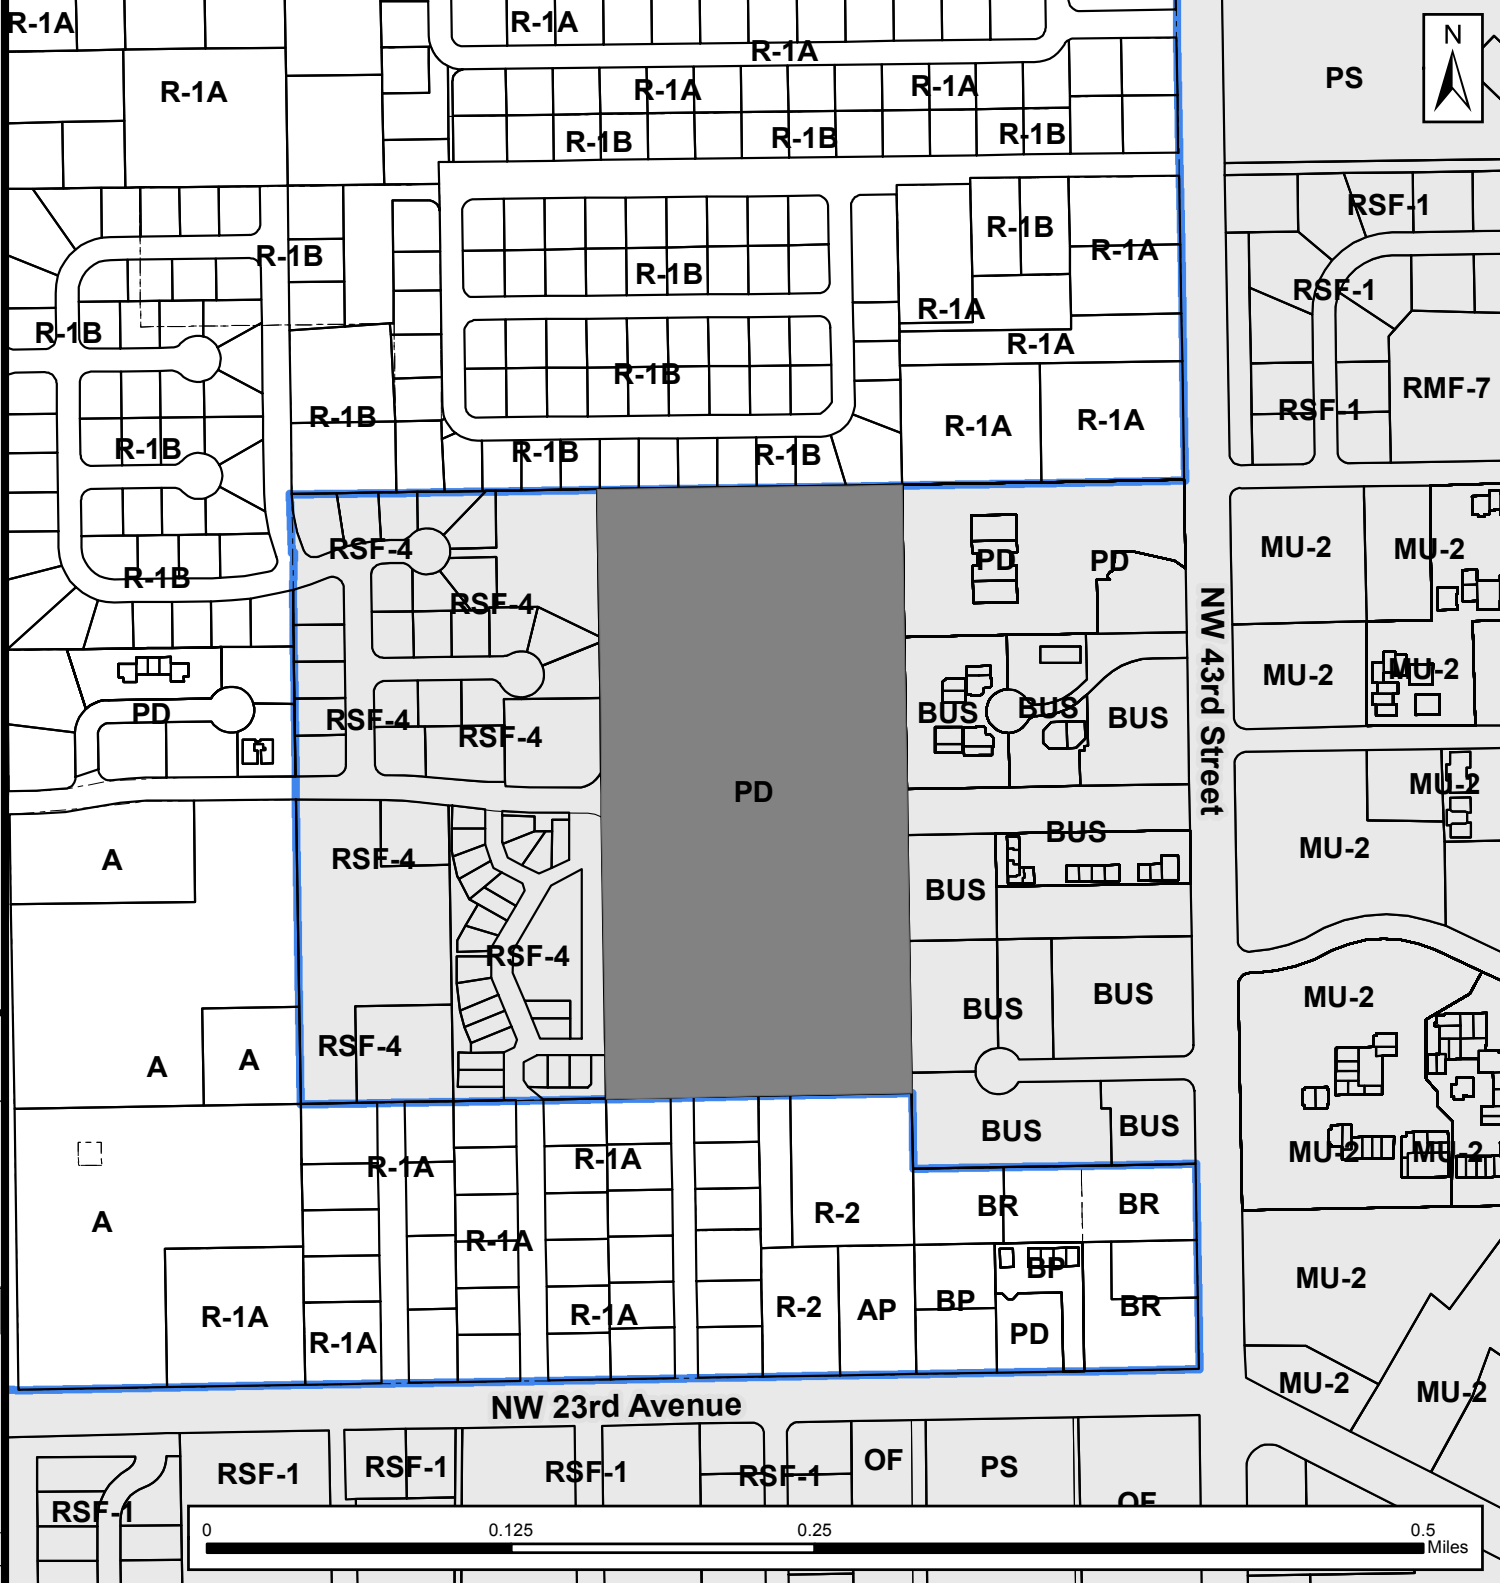 R-1A
R-1A
R-1A
N
PS
R-1A
R-1A
R-1A
R-1B
R-1B
R-1B
RSF-1
R-1B
R-1A
R-1B
R-1B
RSF-1
R-1A
R-1B
R-1A
R-1B
RMF-7
RSF-1
R-1B
R-1A
R-1A
R-1B
R-1B
R-1B
RSF-4
PD
PD
MU-2
MU-2
R-1B
RSF-4
NW 43rd Street
MU-2
MU-2
PD
RSF-4
RSF-4
BUS
BUS
BUS
PD
MU-2
BUS
MU-2
A
RSF-4
BUS
RSF-4
BUS
BUS
MU-2
A
A
RSF-4
BUS
BUS
MU-2
MU-2
R-1A
R-1A
A
R-1A
R-2
BR
BR
BP
MU-2
R-1A
R-1A
R-1A
R-2
AP
BP
PD
BR
MU-2
MU-2
NW 23rd Avenue
RSF-1
RSF-1
RSF-1
RSF-1
OF
PS
RSF-1
OF
0
0.125
0.25
0.5
Miles